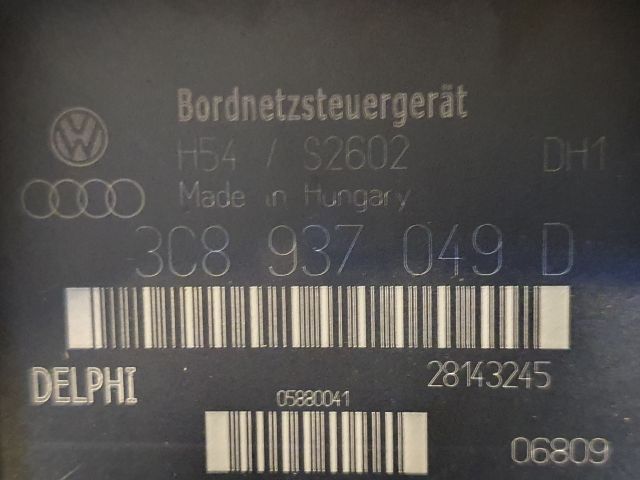 Bordnetzsteuergerät
H54 / S2602 DH1
Made in Hungary
3C8 937 049 D
DELPHI 28143245
05880041
06809